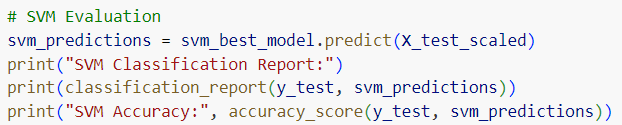 # SVM Evaluation
svm_predictions = svm_best_model.predict(X_test_scaled)
print("SVM Classification Report:")
print(classification_report(y_test, svm_predictions))
print("SVM Accuracy:", accuracy_score(y_test, svm_predictions))